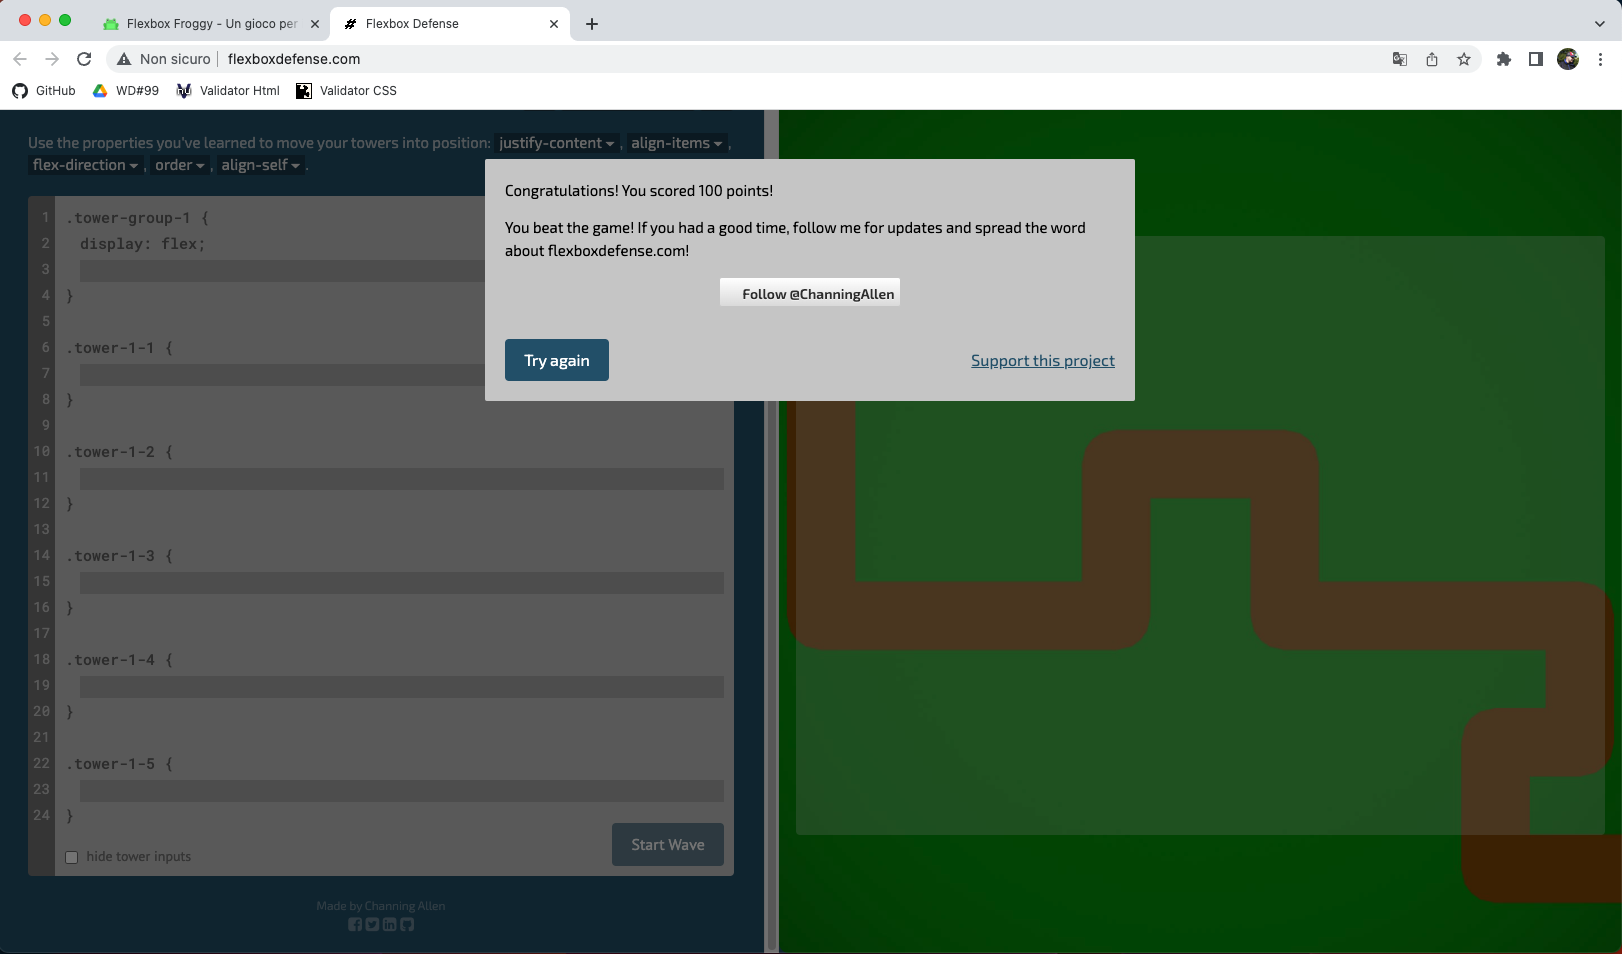 Flexbox Froggy - Un gioco per
Flexbox Defense
Non sicuro
flexboxdefense.com
GitHub
WD#99
Validator Html
Validator CSS
Use the properties you've learned to move your towers into position: justify-content , align-items ,
flex-direction , order , align-self .
Congratulations! You scored 100 points!
You beat the game! If you had a good time, follow me for updates and spread the word
about flexboxdefense.com!
Follow @ChanningAllen
Try again
Support this project
1 .tower-group-1 {
2 display: flex;
3
4 }
5
6 .tower-1-1 {
7
8 }
9
10 .tower-1-2 {
11
12 }
13
14 .tower-1-3 {
15
16 }
17
18 .tower-1-4 {
19
20 }
21
22 .tower-1-5 {
23
24 }
hide tower inputs
Start Wave
Made by Channing Allen